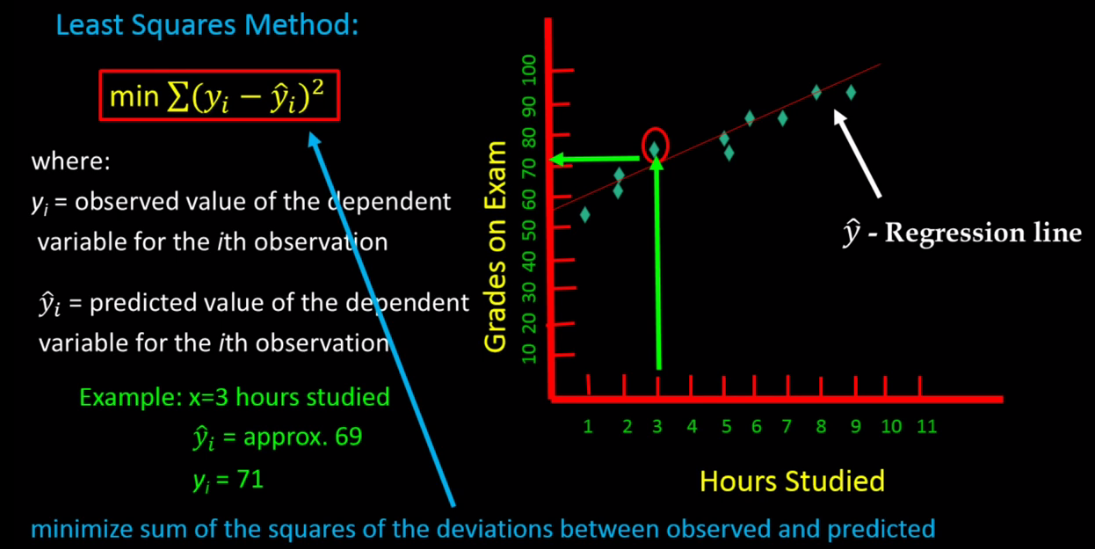 Least Squares Method:
min ∑(yᵢ − ŷᵢ)²
where:
yᵢ = observed value of the dependent
variable for the ith observation
ŷᵢ = predicted value of the dependent
variable for the ith observation
Example: x=3 hours studied
ŷᵢ = approx. 69
yᵢ = 71
minimize sum of the squares of the deviations between observed and predicted
Grades on Exam
100
90
80
70
60
50
40
30
20
10
1 2 3 4 5 6 7 8 9 10 11
Hours Studied
ŷ - Regression line